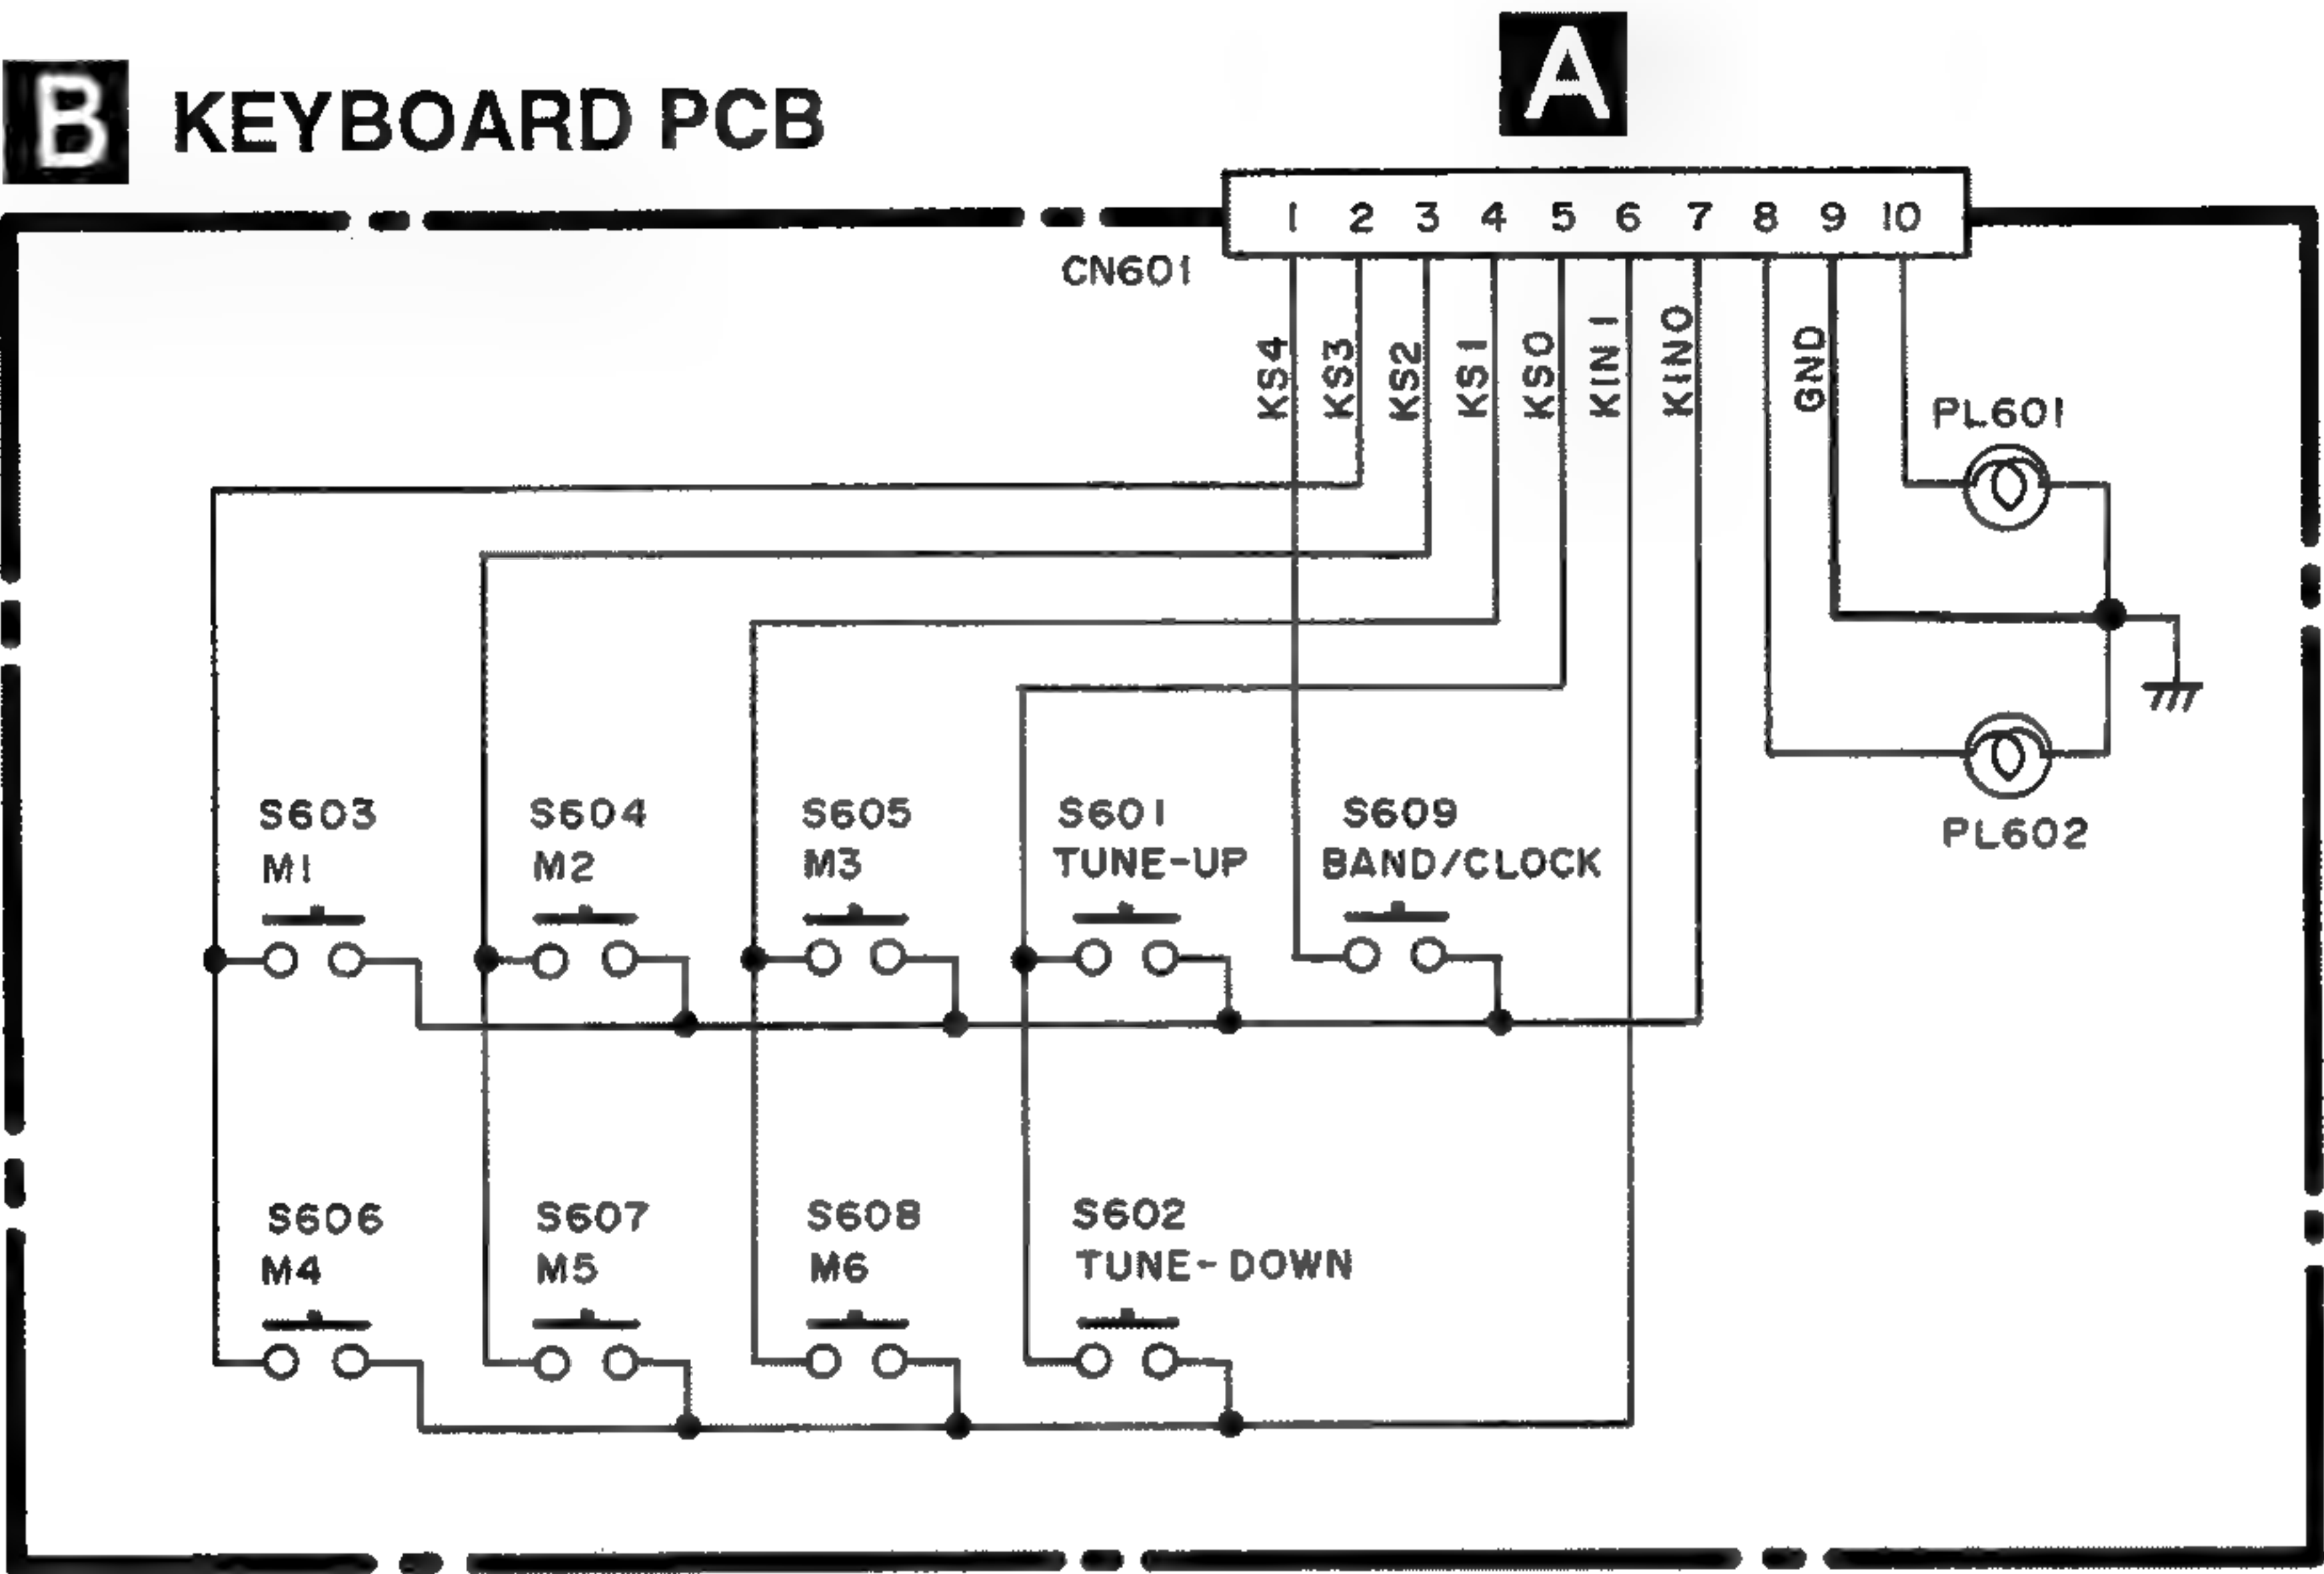 A
B KEYBOARD PCB
1 2 3 4 5 6 7 8 9 10
CN601
KS4
KS3
KS2
KS1
KS0
KIN1
KIN0
GND
PL601
PL602
S603
M1
S604
M2
S605
M3
S601
TUNE-UP
S609
BAND/CLOCK
S606
M4
S607
M5
S608
M6
S602
TUNE-DOWN